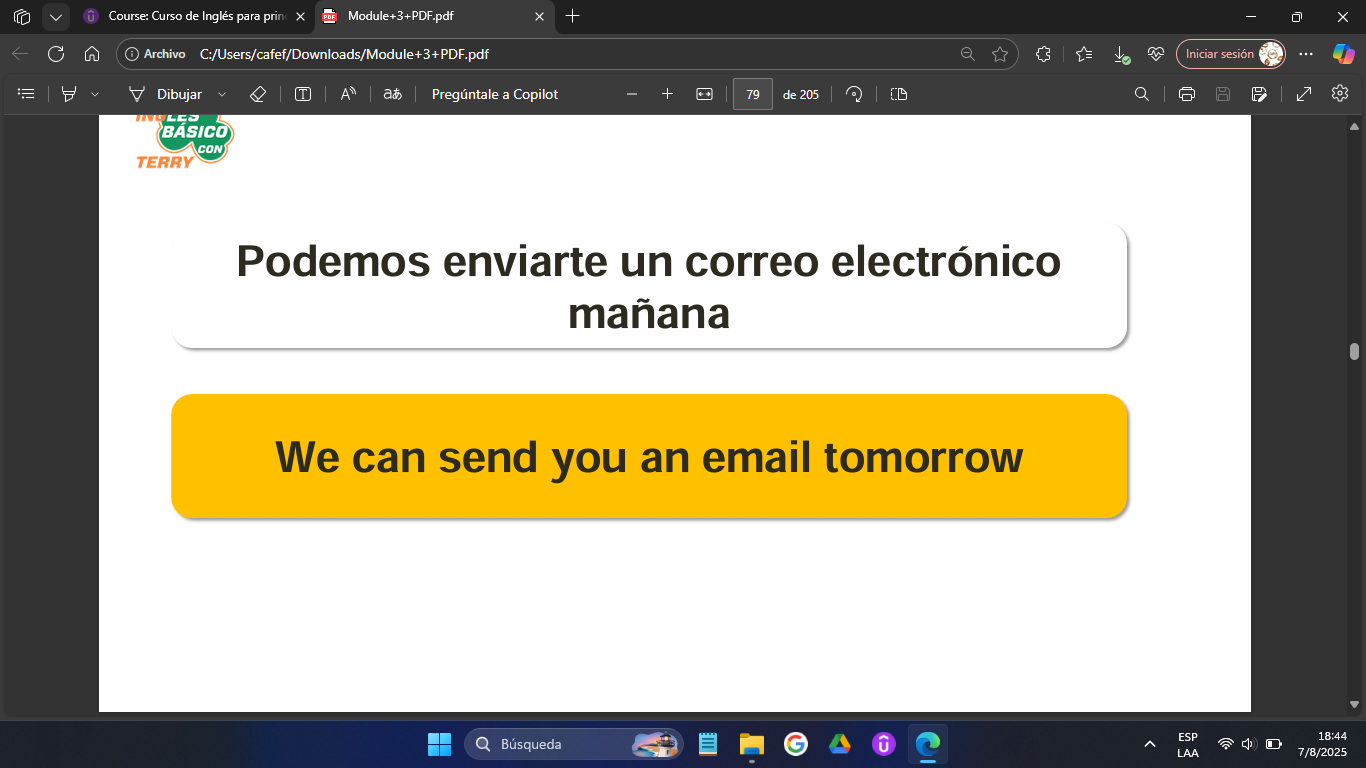 Course: Curso de Inglés para prin
Module+3+PDF.pdf
Archivo
C:/Users/cafef/Downloads/Module+3+PDF.pdf
Iniciar sesión
Dibujar
Pregúntale a Copilot
79
de 205
INGLÉS
BÁSICO
CON
TERRY
Podemos enviarte un correo electrónico
mañana
We can send you an email tomorrow
Búsqueda
ESP
LAA
18:44
7/8/2025